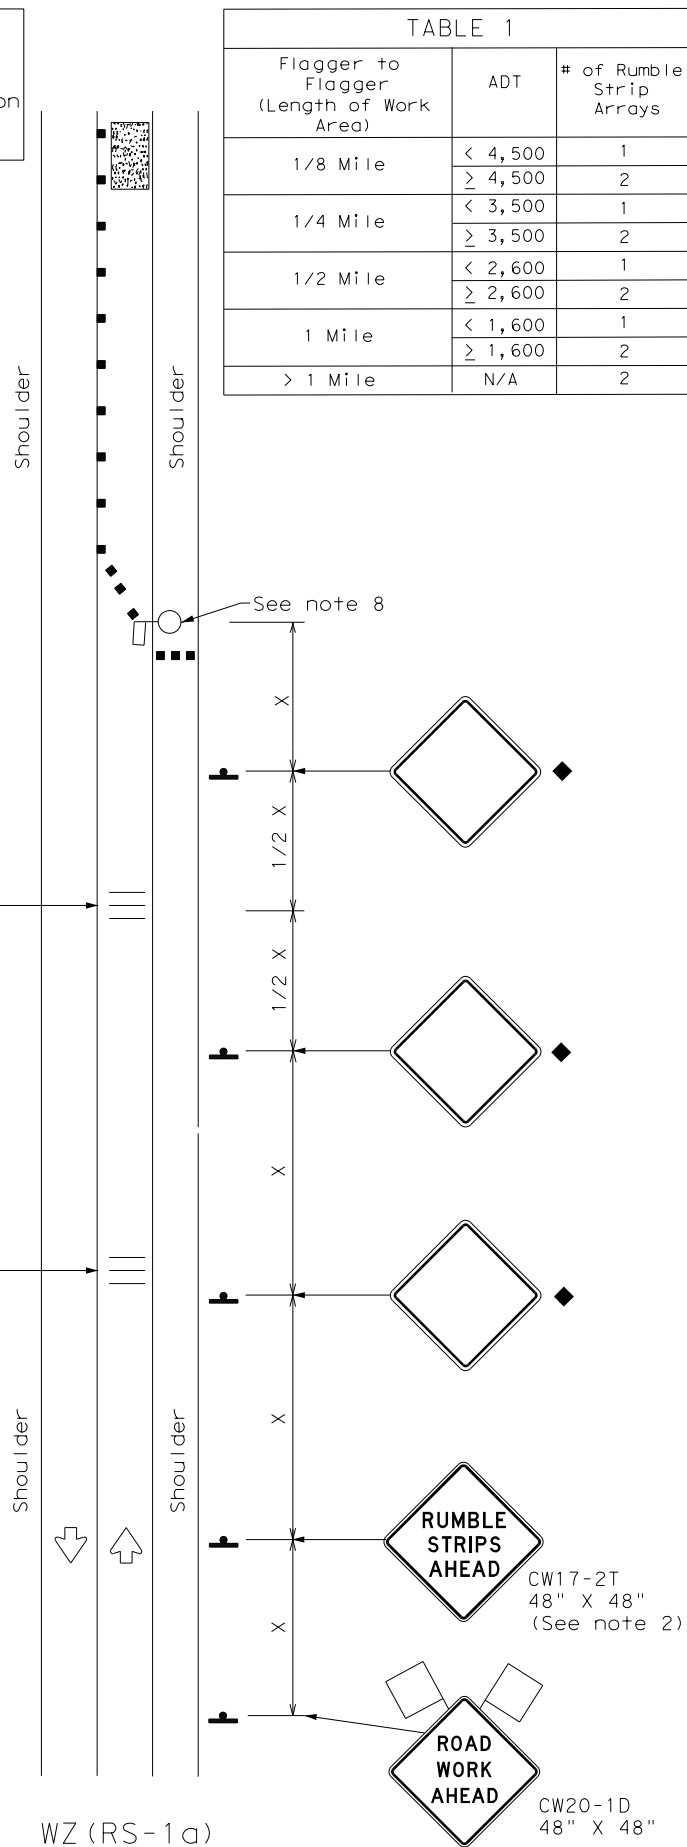 TABLE 1
Flagger to
Flagger
(Length of Work
Area)
ADT
# of Rumble
Strip
Arrays
1/8 Mile
< 4,500
1
≥ 4,500
2
1/4 Mile
< 3,500
1
≥ 3,500
2
1/2 Mile
< 2,600
1
≥ 2,600
2
1 Mile
< 1,600
1
≥ 1,600
2
> 1 Mile
N/A
2
on
Shoulder
Shoulder
See note 8
X
1/2 X
1/2 X
X
X
X
Shoulder
Shoulder
RUMBLE
STRIPS
AHEAD
CW17-2T
48" X 48"
(See note 2)
ROAD
WORK
AHEAD
CW20-1D
48" X 48"
WZ(RS-1a)